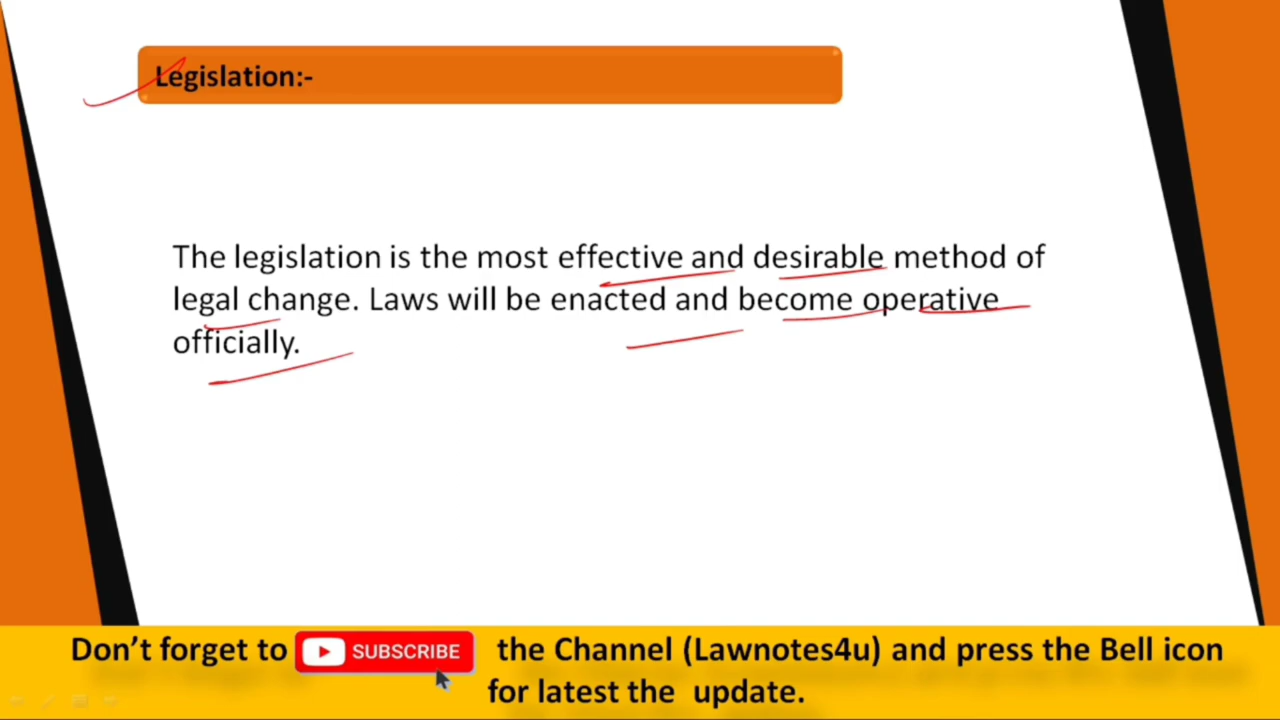 Legislation:-
The legislation is the most effective and desirable method of
legal change. Laws will be enacted and become operative
officially.
Don't forget to SUBSCRIBE the Channel (Lawnotes4u) and press the Bell icon
for latest the update.